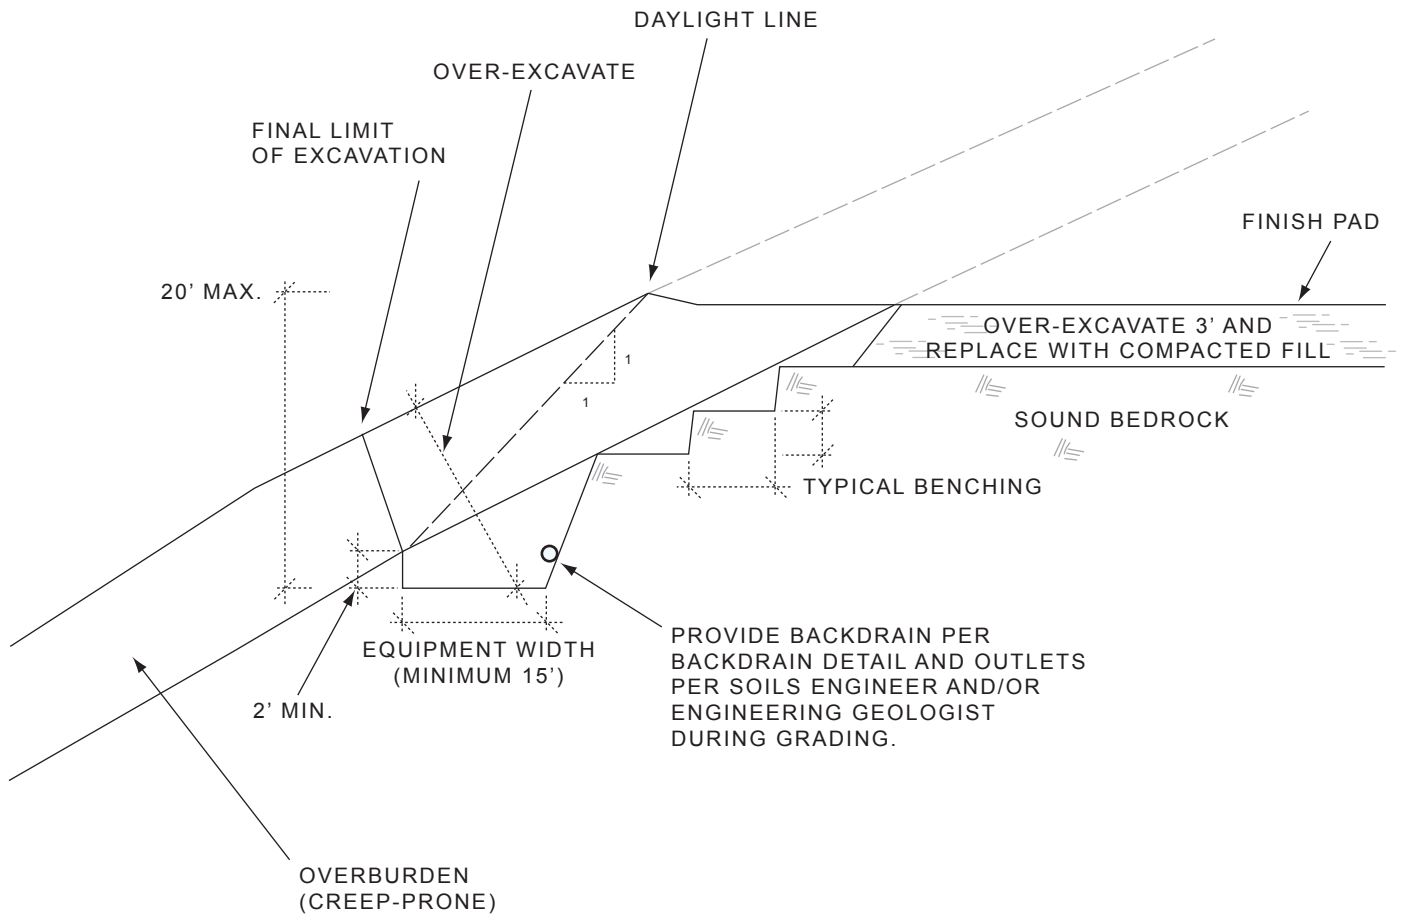 DAYLIGHT LINE
OVER-EXCAVATE
FINAL LIMIT
OF EXCAVATION
FINISH PAD
20’ MAX.
OVER-EXCAVATE 3’ AND
REPLACE WITH COMPACTED FILL
1
1
SOUND BEDROCK
TYPICAL BENCHING
EQUIPMENT WIDTH
(MINIMUM 15’)
2’ MIN.
PROVIDE BACKDRAIN PER
BACKDRAIN DETAIL AND OUTLETS
PER SOILS ENGINEER AND/OR
ENGINEERING GEOLOGIST
DURING GRADING.
OVERBURDEN
(CREEP-PRONE)